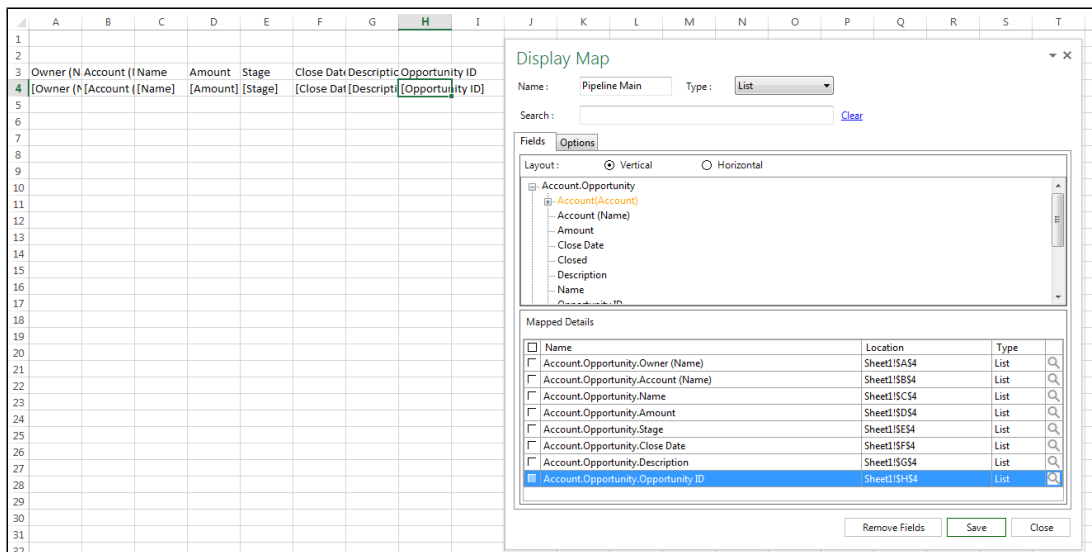 A B C D E F G H I J K L M N O P Q R S T
1
2
Display Map
3 Owner (N Account (I Name Amount Stage Close Dat Descriptic Opportunity ID
4 [Owner (N [Account ( [Name] [Amount] [Stage] [Close Dat [Descripti [Opportunity ID]
Name : Pipeline Main Type : List
5
6
Search : Clear
7
8
Fields Options
9
Layout : Vertical Horizontal
10
Account.Opportunity
11
Account(Account)
12
Account (Name)
13
Amount
14
Close Date
15
Closed
16
Description
17
Name
Opportunity ID
18
Mapped Details
19
20
Name Location Type
21
Account.Opportunity.Owner (Name) Sheet1!$A$4 List
22
Account.Opportunity.Account (Name) Sheet1!$B$4 List
23
Account.Opportunity.Name Sheet1!$C$4 List
24
Account.Opportunity.Amount Sheet1!$D$4 List
25
Account.Opportunity.Stage Sheet1!$E$4 List
26
Account.Opportunity.Close Date Sheet1!$F$4 List
27
Account.Opportunity.Description Sheet1!$G$4 List
28
Account.Opportunity.Opportunity ID Sheet1!$H$4 List
29
30
31
Remove Fields Save Close
32